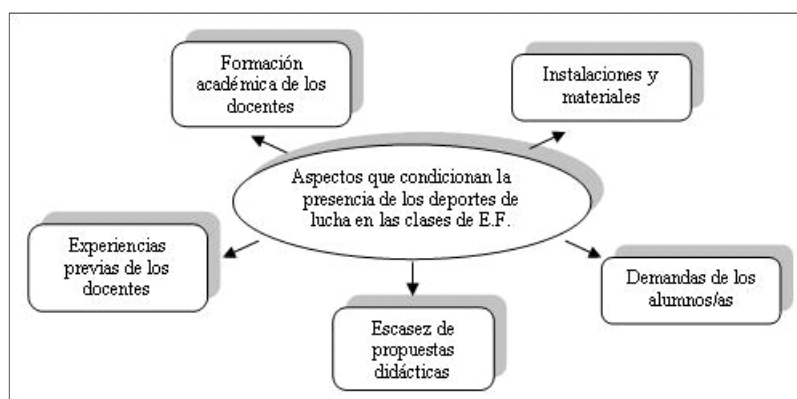 Formación
académica de los
docentes
Instalaciones y
materiales
Aspectos que condicionan la
presencia de los deportes de
lucha en las clases de E.F.
Experiencias
previas de los
docentes
Demandas de los
alumnos/as
Escasez de
propuestas
didácticas